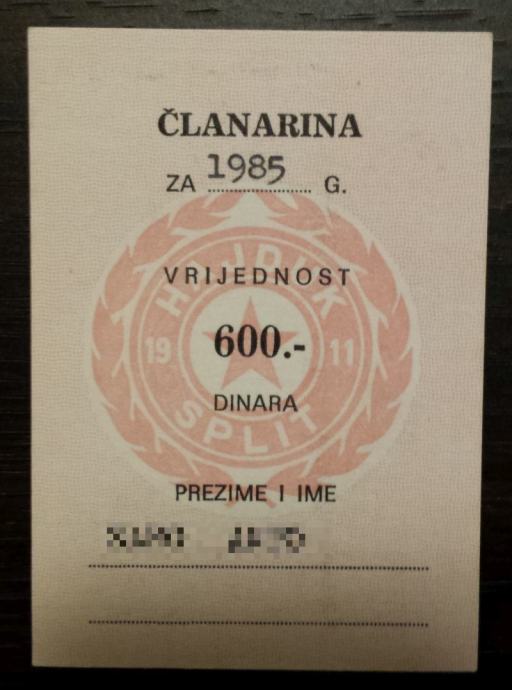 ČLANARINA
ZA 1985 G.
HAJDUK
VRIJEDNOST
19 11
600.-
DINARA
SPLIT
PREZIME I IME